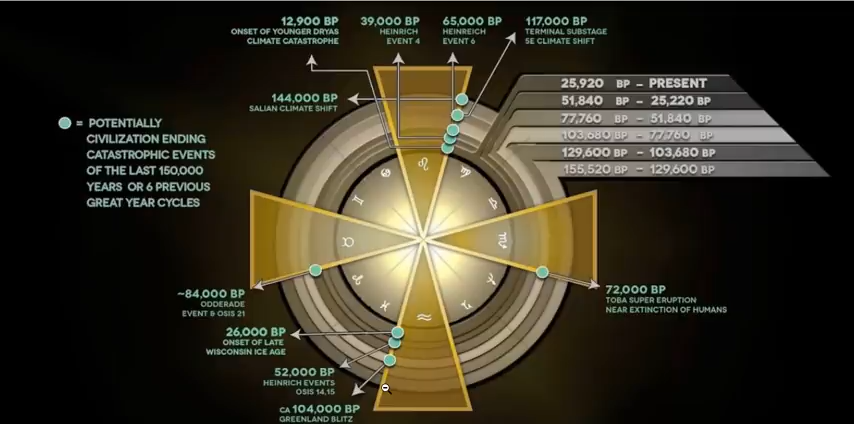 12,900 BP
ONSET OF YOUNGER DRYAS
CLIMATE CATASTROPHE
39,000 BP
HEINRICH
EVENT 4
65,000 BP
HEINREICH
EVENT 6
117,000 BP
TERMINAL SUBSTAGE
5E CLIMATE SHIFT
144,000 BP
SALIAN CLIMATE SHIFT
25,920 BP – PRESENT
51,840 BP – 25,220 BP
77,760 BP – 51,840 BP
103,680 BP – 77,760 BP
129,600 BP – 103,680 BP
155,520 BP – 129,600 BP
= POTENTIALLY
CIVILIZATION ENDING
CATASTROPHIC EVENTS
OF THE LAST 150,000
YEARS OR 6 PREVIOUS
GREAT YEAR CYCLES
♌
♍
♎
♏
♐
♑
♒
♓
♈
♉
♊
♋
~84,000 BP
ODDERADE
EVENT & OSIS 21
72,000 BP
TOBA SUPER ERUPTION
NEAR EXTINCTION OF HUMANS
26,000 BP
ONSET OF LATE
WISCONSIN ICE AGE
52,000 BP
HEINRICH EVENTS
OSIS 14,15
CA 104,000 BP
GREENLAND BLITZ